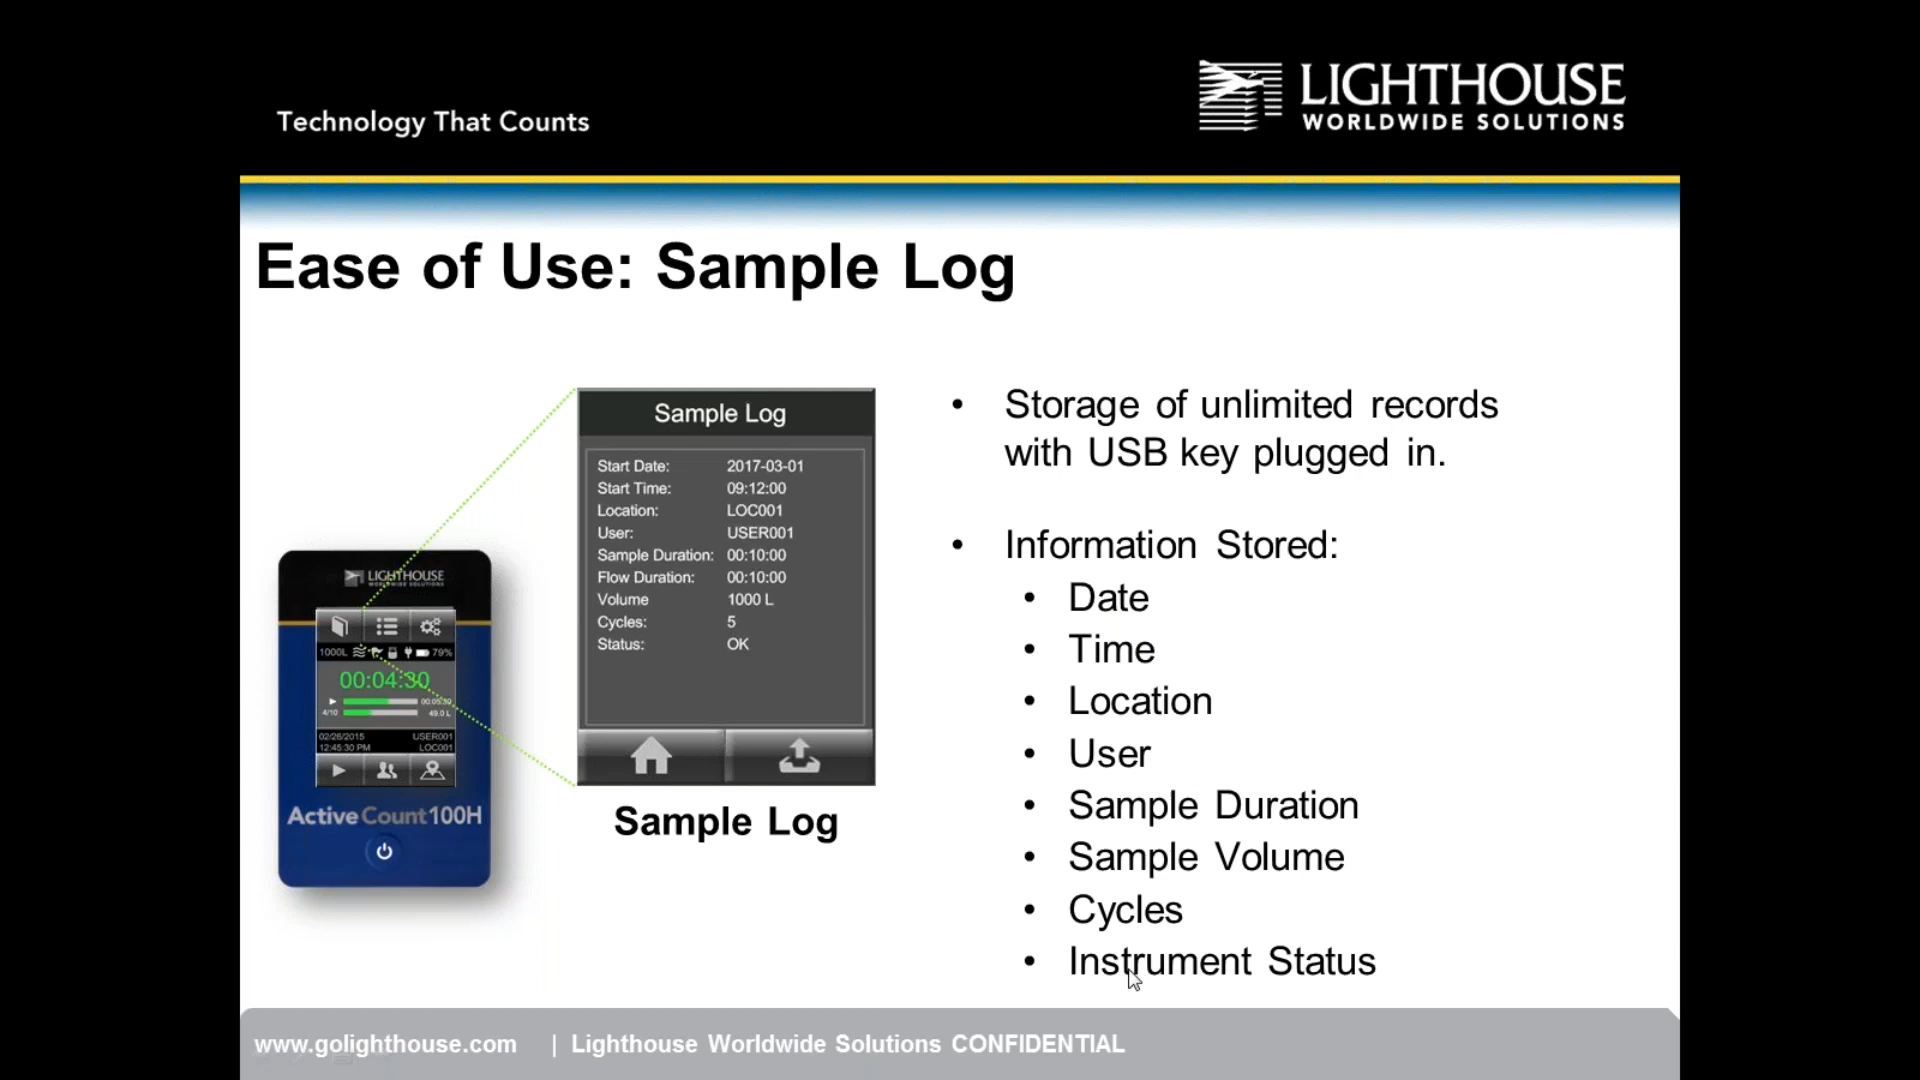 Technology That Counts
LIGHTHOUSE
WORLDWIDE SOLUTIONS
Ease of Use: Sample Log
LIGHTHOUSE
WORLDWIDE SOLUTIONS
1000L 79%
00:04:30
00:05:30
4/10 49.0 L
02/26/2015 USER001
12:45:30 PM LOC001
ActiveCount100H
Sample Log
Start Date: 2017-03-01
Start Time: 09:12:00
Location: LOC001
User: USER001
Sample Duration: 00:10:00
Flow Duration: 00:10:00
Volume 1000 L
Cycles: 5
Status: OK
Sample Log
• Storage of unlimited records
with USB key plugged in.
• Information Stored:
• Date
• Time
• Location
• User
• Sample Duration
• Sample Volume
• Cycles
• Instrument Status
www.golighthouse.com | Lighthouse Worldwide Solutions CONFIDENTIAL